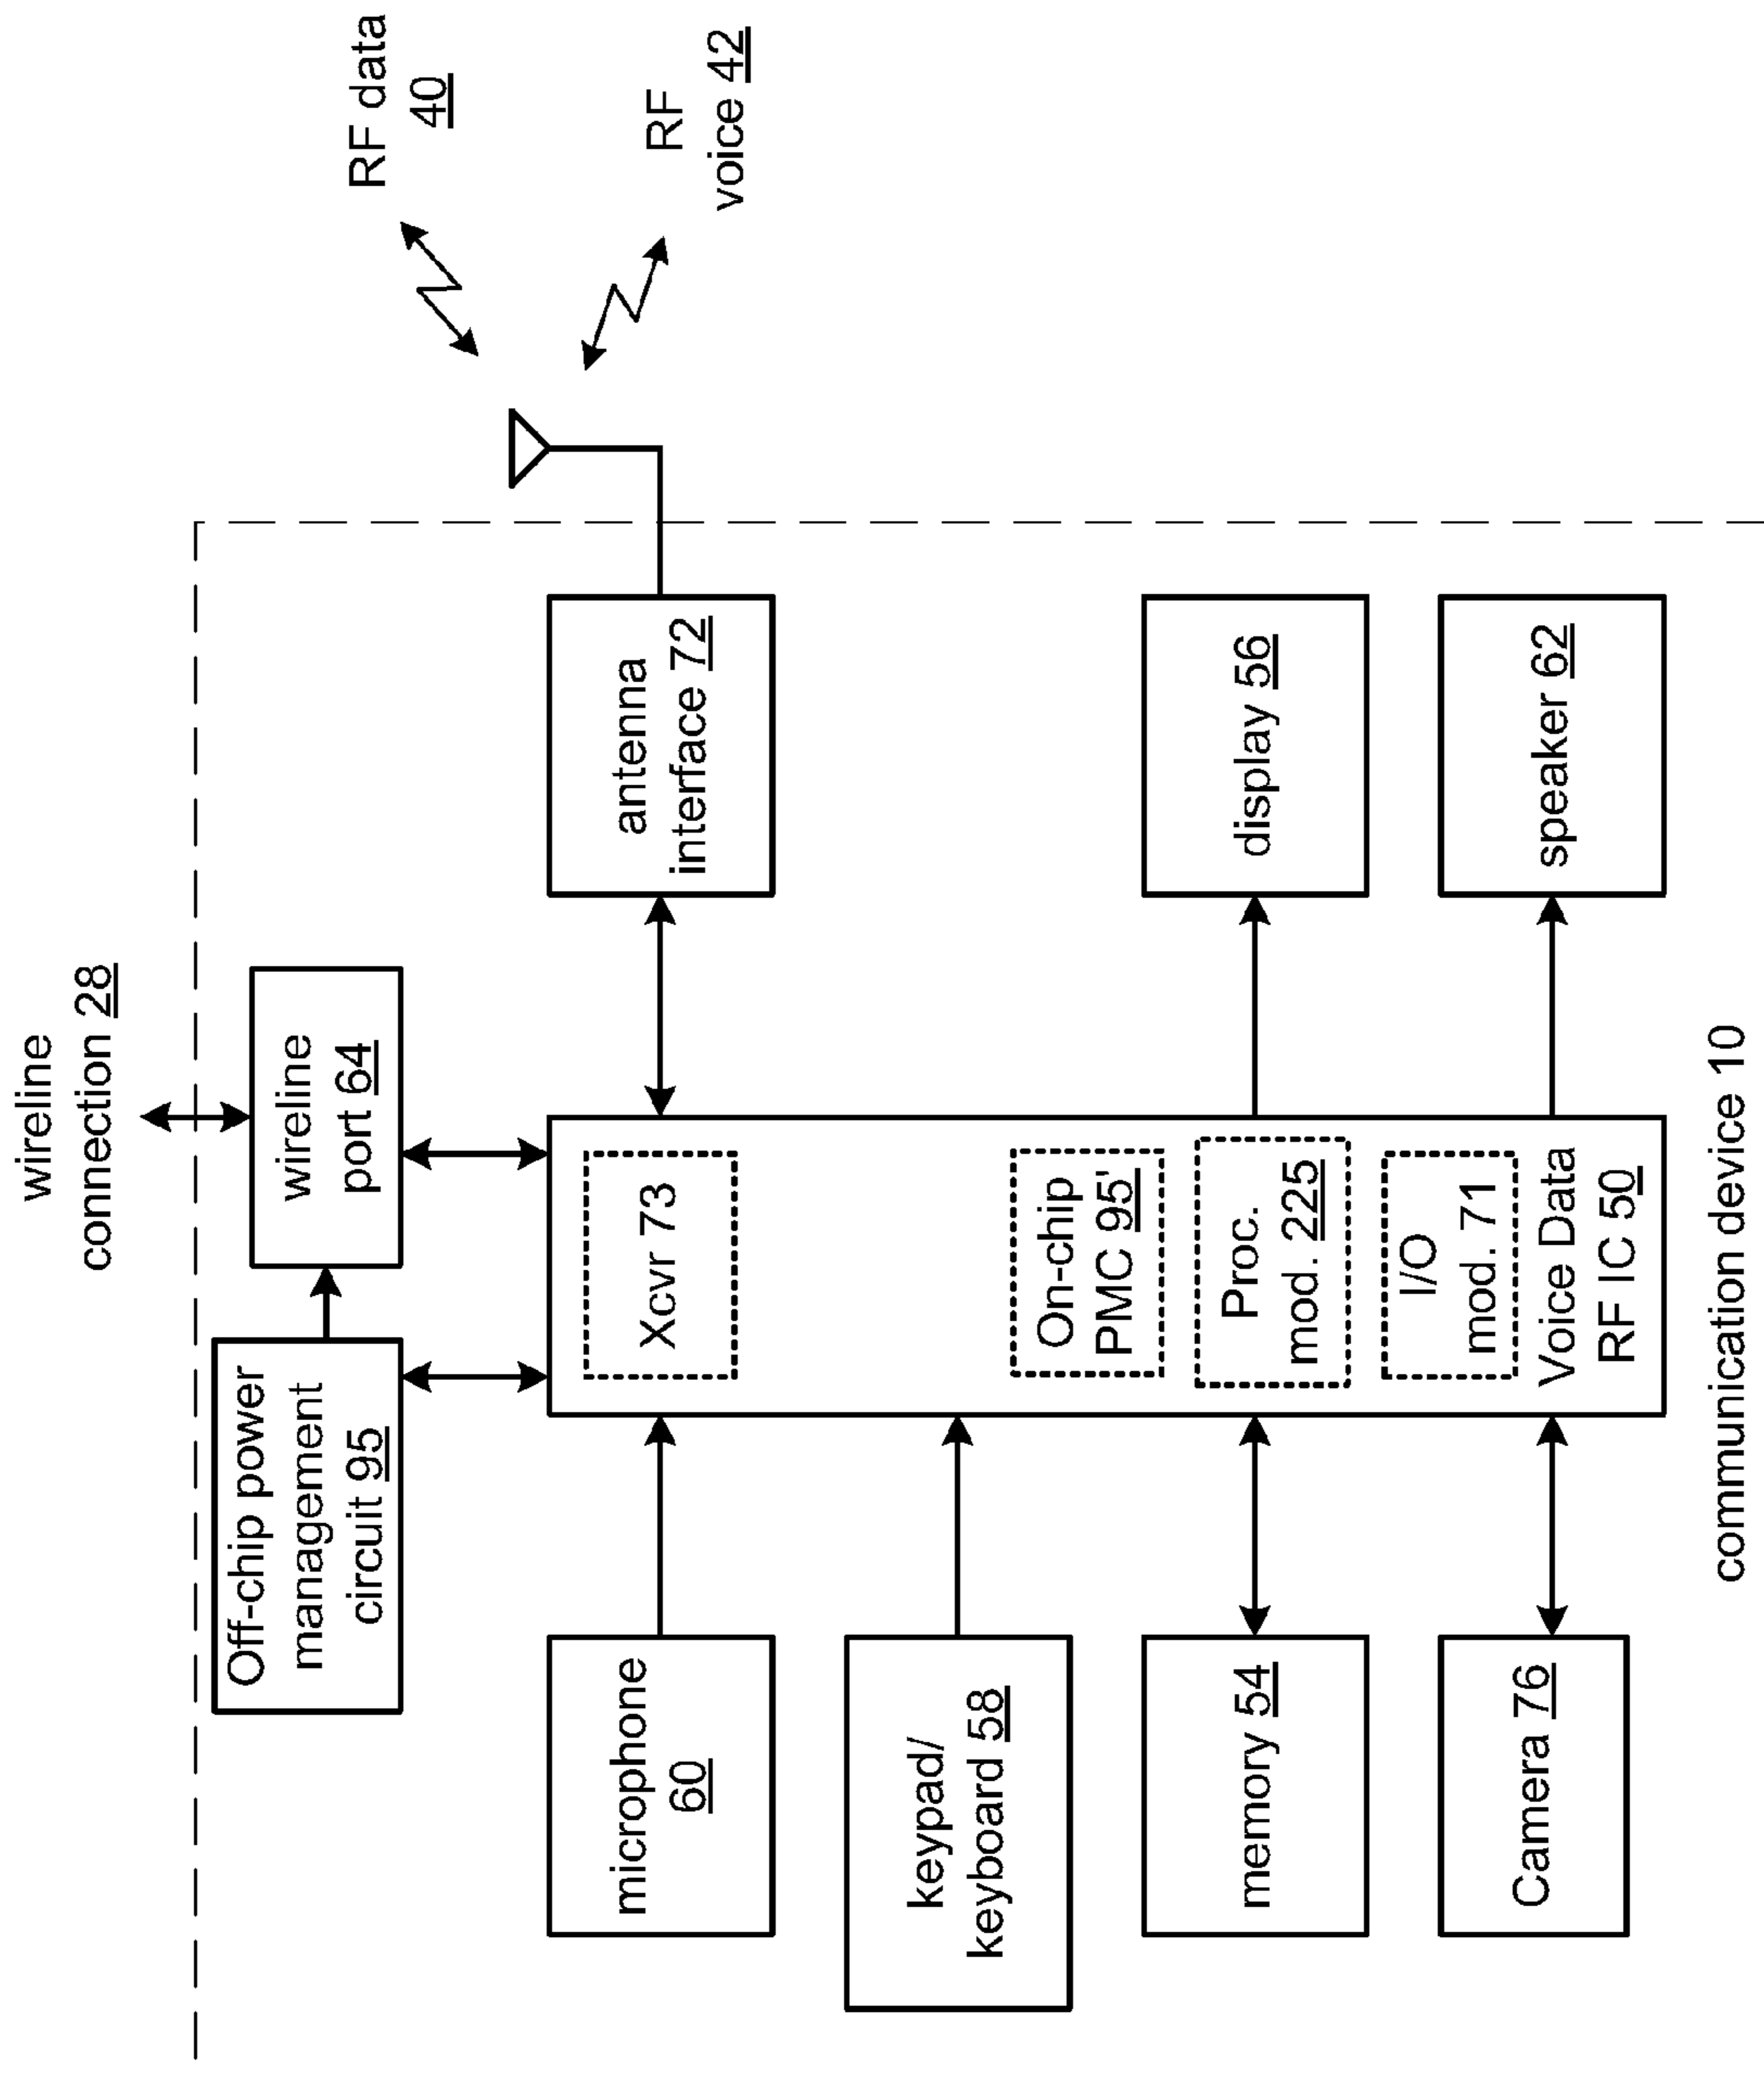 wireline
connection 28
RF data
40
RF
voice 42
Off-chip power
management
circuit 95
wireline
port 64
microphone
60
Xcvr 73
antenna
interface 72
keypad/
keyboard 58
On-chip
PMC 95'
memory 54
Proc.
mod. 225
display 56
Camera 76
I/O
mod. 71
Voice Data
RF IC 50
speaker 62
communication device 10